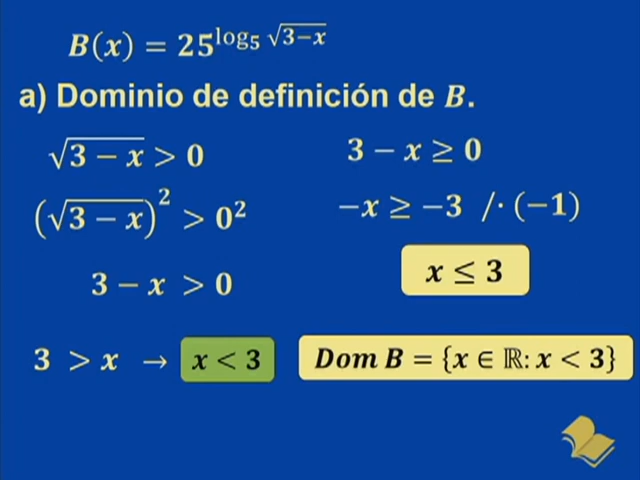 B(x) = 25^{log₅ √(3−x)}
a) Dominio de definición de B.
√(3 − x) > 0
(√(3 − x))² > 0²
3 − x > 0
3 > x → x < 3
3 − x ≥ 0
−x ≥ −3 /· (−1)
x ≤ 3
Dom B = {x ∈ ℝ: x < 3}